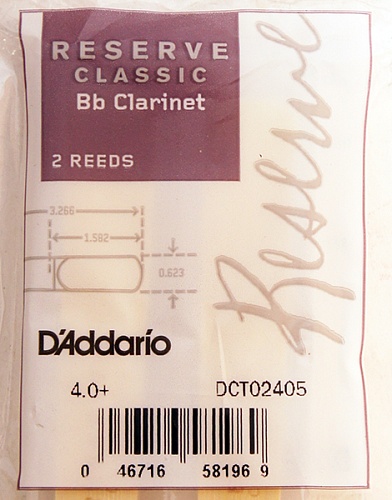 RESERVE
CLASSIC
Bb Clarinet
2 REEDS
Reserve
3.266
1.582
0.623
D'Addario
4.0+ DCT02405
0 46716 58196 9